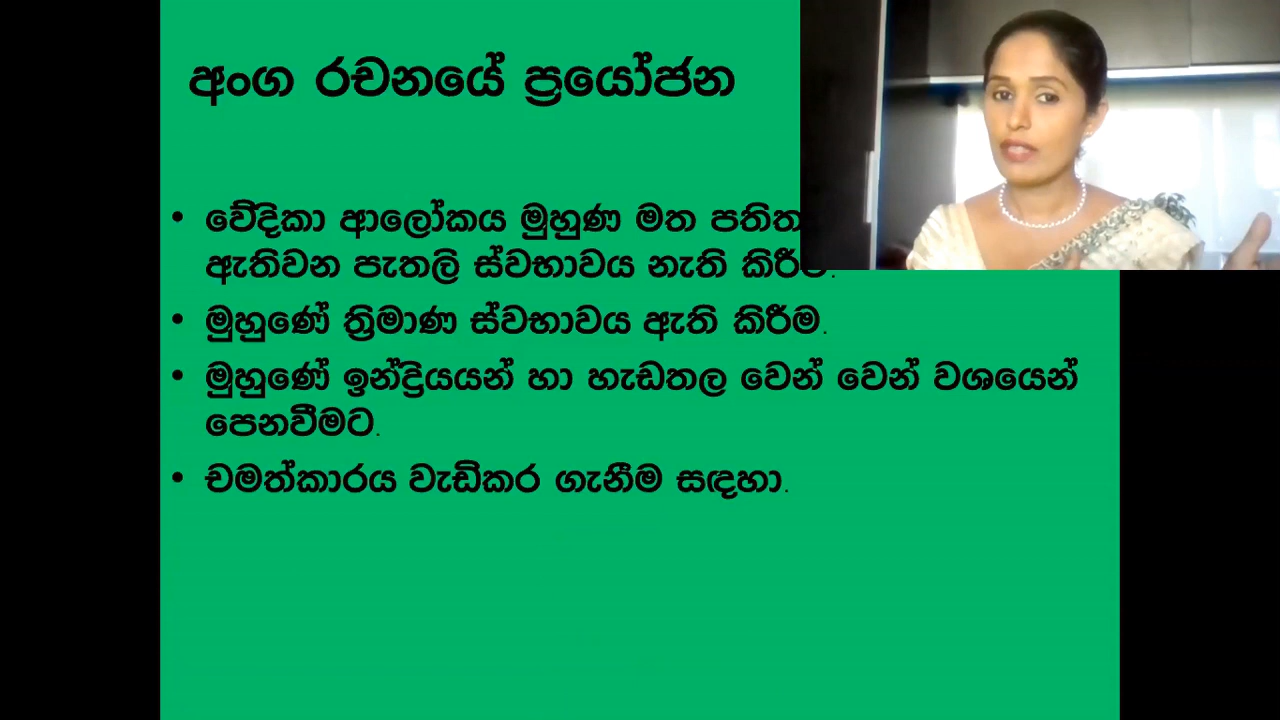 අංග රචනයේ ප්‍රයෝජන
• වේදිකා ආලෝකය මුහුණ මත
ඇතිවන පැතලි ස්වභාවය නැති
• මුහුණේ ත්‍රිමාණ ස්වභාවය ඇති කිරීම.
• මුහුණේ ඉන්ද්‍රියයන් හා හැඩතල වෙන් වෙන් වශයෙන්
පෙනවීමට.
• චමත්කාරය වැඩිකර ගැනීම සඳහා.